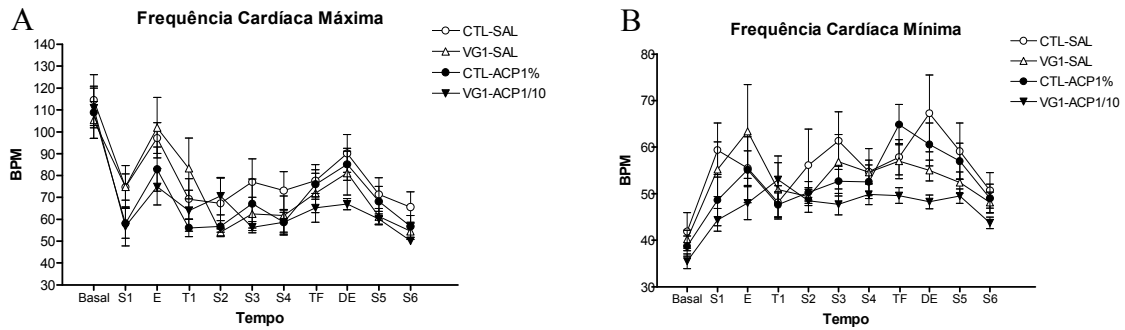 A
Frequência Cardíaca Máxima
BPM
140
130
120
110
100
90
80
70
60
50
40
30
Basal S1 E T1 S2 S3 S4 TF DE S5 S6
Tempo
CTL-SAL
VG1-SAL
CTL-ACP1%
VG1-ACP1/10
B
Frequência Cardíaca Mínima
BPM
80
70
60
50
40
30
Basal S1 E T1 S2 S3 S4 TF DE S5 S6
Tempo
CTL-SAL
VG1-SAL
CTL-ACP1%
VG1-ACP1/10